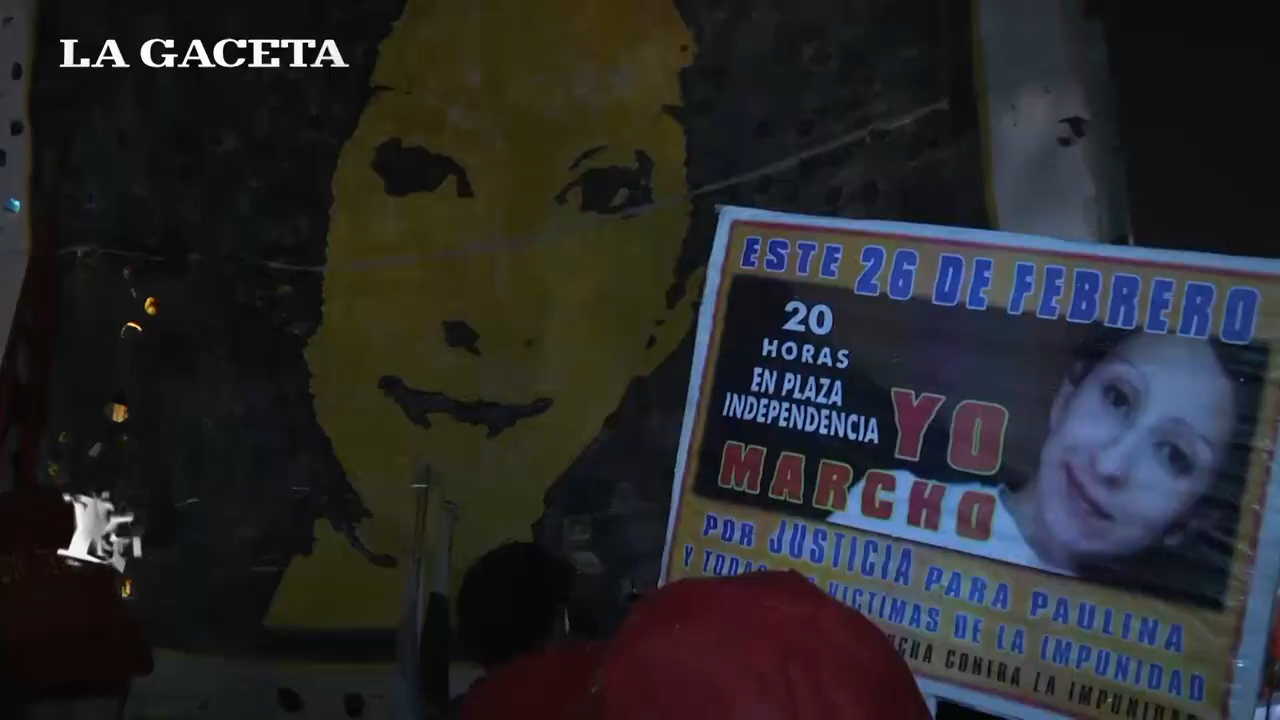 LA GACETA
ESTE 26 DE FEBRERO
20
HORAS
EN PLAZA
INDEPENDENCIA
YO
MARCHO
POR JUSTICIA PARA PAULINA
Y VICTIMAS DE LA IMPUNIDAD
CONTRA LA IMPUNIDAD